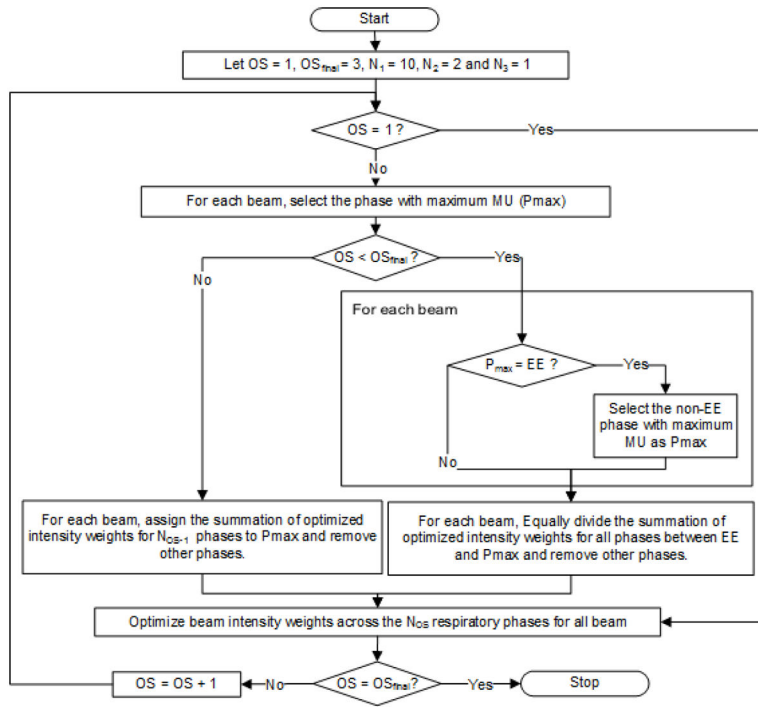 Start
Let OS = 1, OSfinal = 3, N1 = 10, N2 = 2 and N3 = 1
OS = 1 ?
Yes
No
For each beam, select the phase with maximum MU (Pmax)
OS < OSfinal ?
Yes
No
For each beam
Pmax = EE ?
Yes
Select the non-EE
phase with maximum
MU as Pmax
No
For each beam, assign the summation of optimized
intensity weights for NOS-1 phases to Pmax and remove
other phases.
For each beam, Equally divide the summation of
optimized intensity weights for all phases between EE
and Pmax and remove other phases.
Optimize beam intensity weights across the NOS respiratory phases for all beam
OS = OS + 1
No
OS = OSfinal?
Yes
Stop